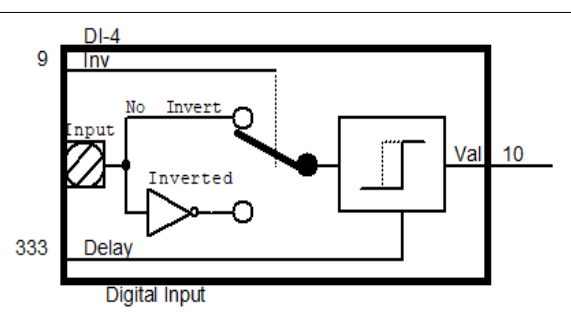 DI-4
9 Inv
No Invert
Input
Inverted
Val 10
333 Delay
Digital Input